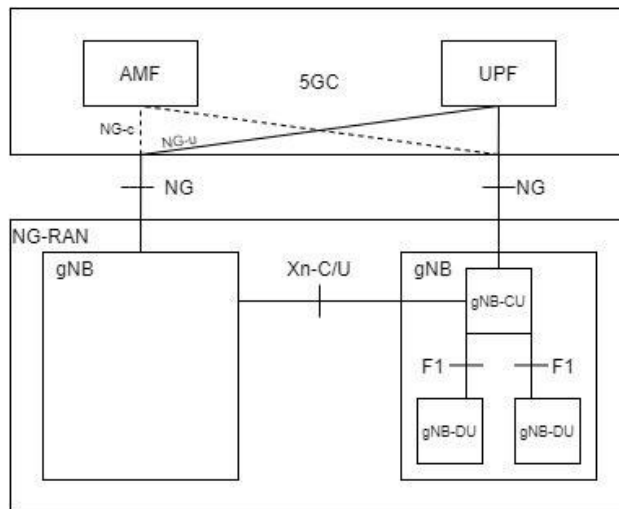 AMF
5GC
UPF
NG-c
NG-u
NG
NG
NG-RAN
gNB
Xn-C/U
gNB
gNB-CU
F1
F1
gNB-DU
gNB-DU